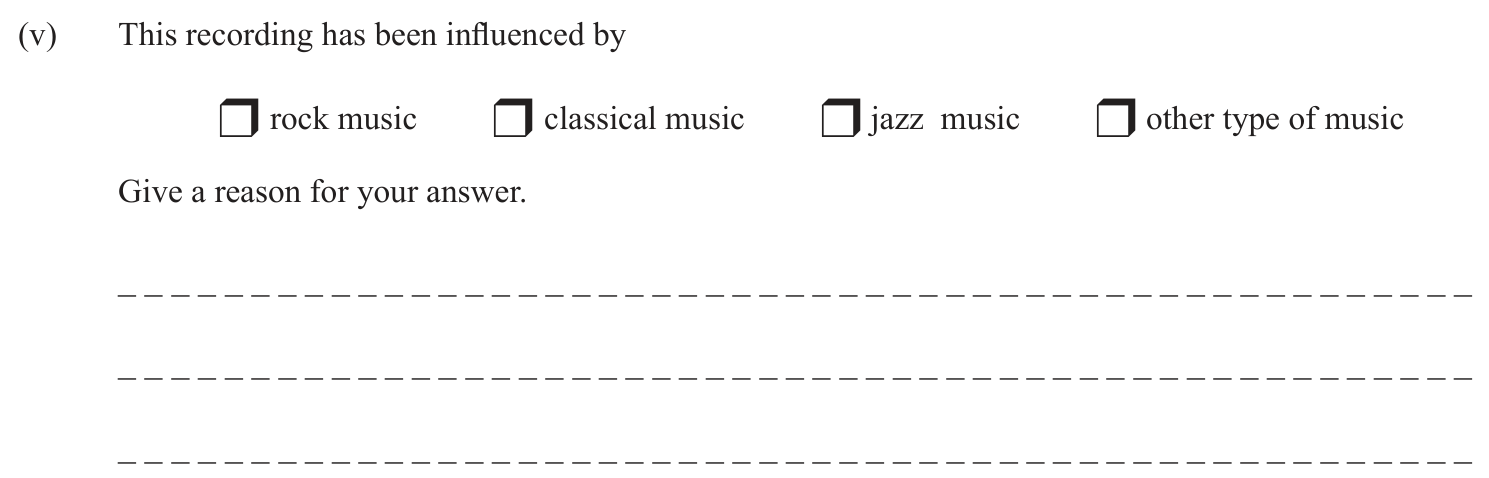 (v) This recording has been influenced by
rock music classical music jazz music other type of music
Give a reason for your answer.